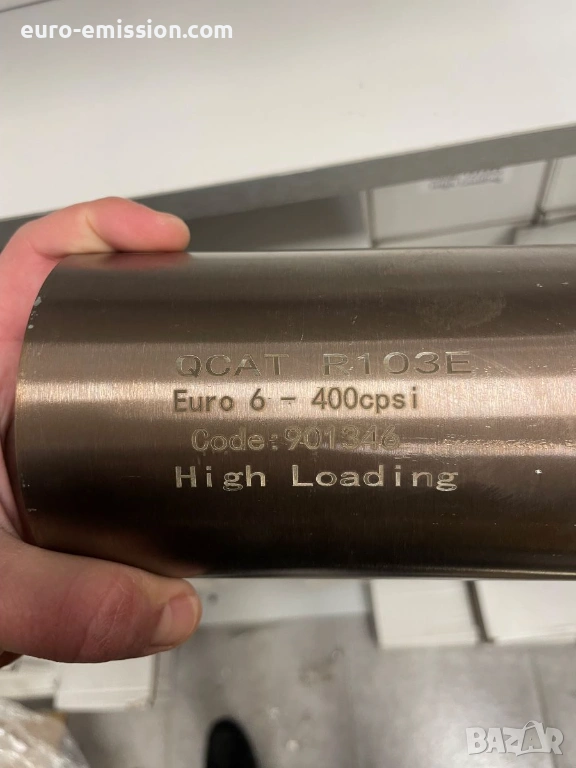 euro-emission.com
QCAT P103E
Euro 6 - 400cpsi
Code:901346
High Loading
BAZAR